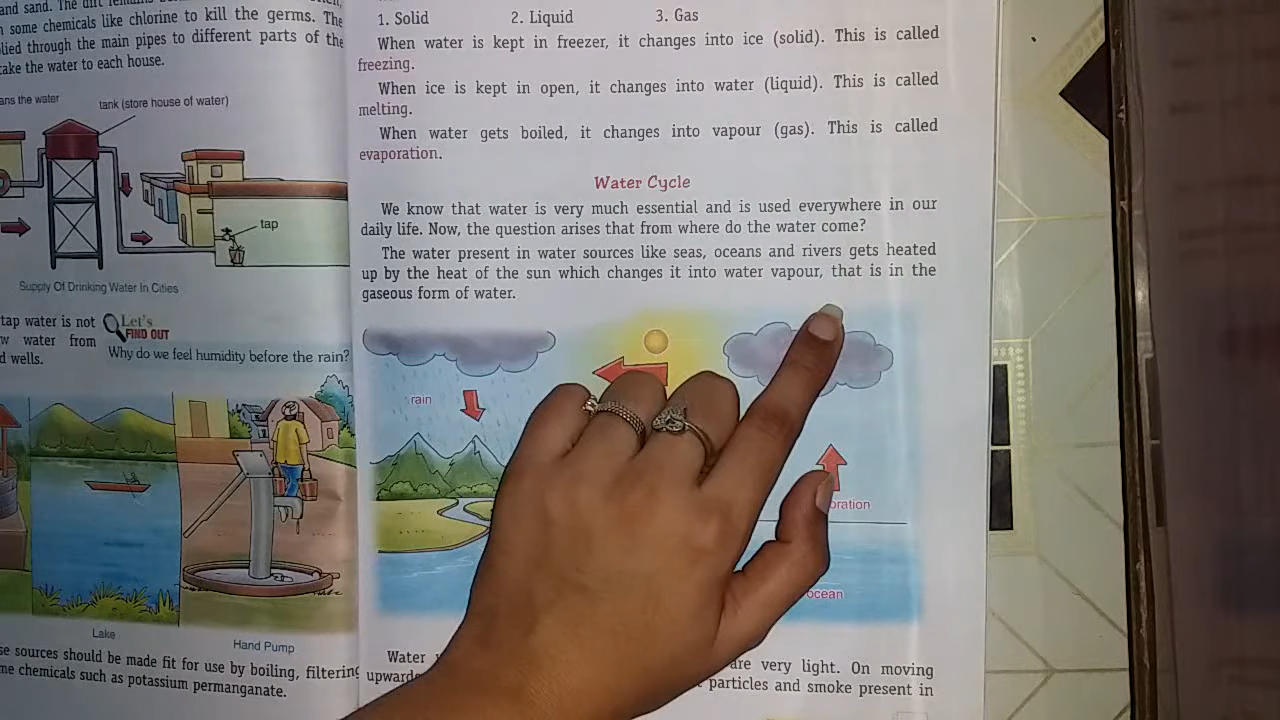 and sand. The dirt
some chemicals like chlorine to kill the germs. The
lied through the main pipes to different parts of the
take the water to each house.
ans the water
tank (store house of water)
tap
Supply Of Drinking Water In Cities
tap water is not
w water from
d wells.
Let's
FIND OUT
Why do we feel humidity before the rain?
Lake
Hand Pump
se sources should be made fit for use by boiling, filtering
me chemicals such as potassium permanganate.
1. Solid 2. Liquid 3. Gas
When water is kept in freezer, it changes into ice (solid). This is called
freezing.
When ice is kept in open, it changes into water (liquid). This is called
melting.
When water gets boiled, it changes into vapour (gas). This is called
evaporation.
Water Cycle
We know that water is very much essential and is used everywhere in our
daily life. Now, the question arises that from where do the water come?
The water present in water sources like seas, oceans and rivers gets heated
up by the heat of the sun which changes it into water vapour, that is in the
gaseous form of water.
rain
oration
ocean
Water are very light. On moving
upwards particles and smoke present in